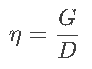 η = G/D